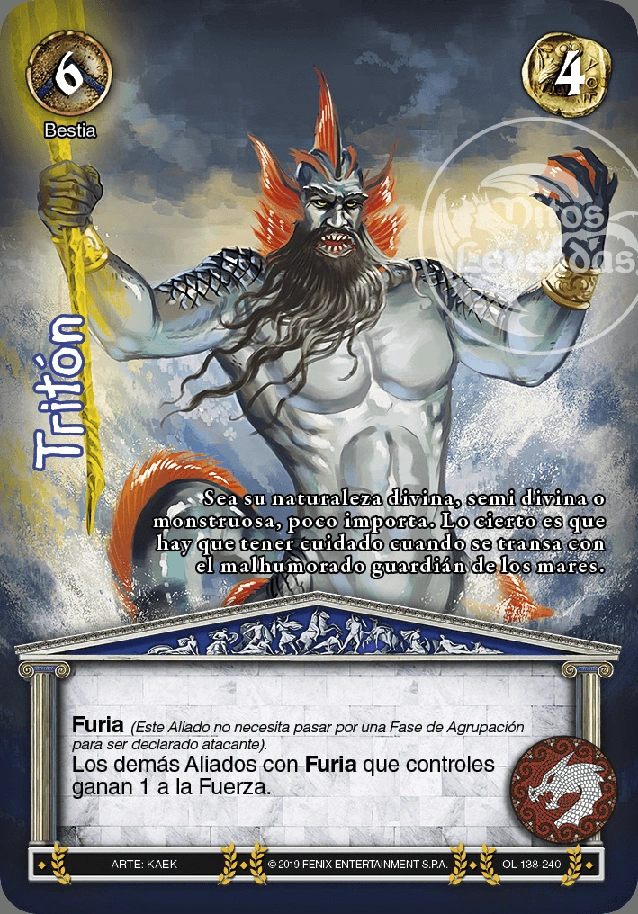 6
Bestia
4
Mitos
Leyendas
Tritón
Sea su naturaleza divina, semi divina o
monstruosa, poco importa. Lo cierto es que
hay que tener cuidado cuando se transa con
el malhumorado guardián de los mares.
Furia (Este Aliado no necesita pasar por una Fase de Agrupación
para ser declarado atacante).
Los demás Aliados con Furia que controles
ganan 1 a la Fuerza.
ARTE: KAEK
© 2019 FENIX ENTERTAINMENT S.P.A.
OL 138-240